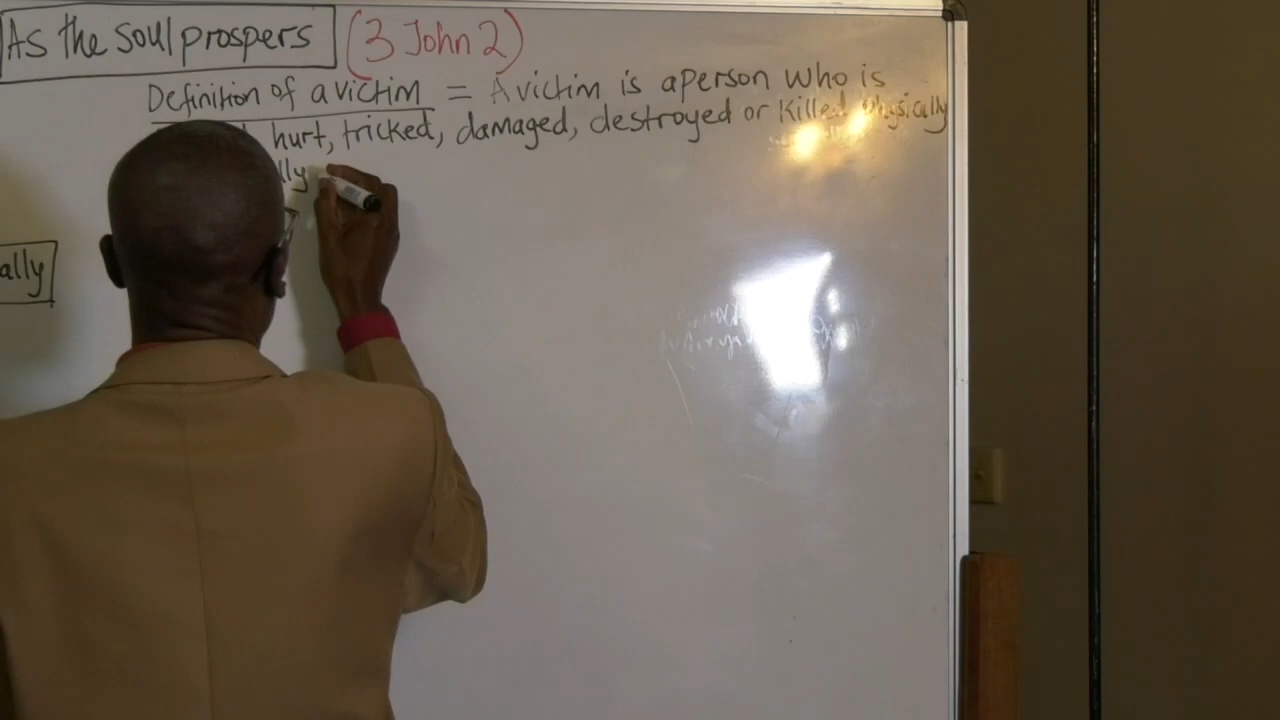 As the soul prospers (3 John 2)
Definition of a victim = A victim is a person who is
hurt, tricked, damaged, destroyed or Killed physically
lly
ally